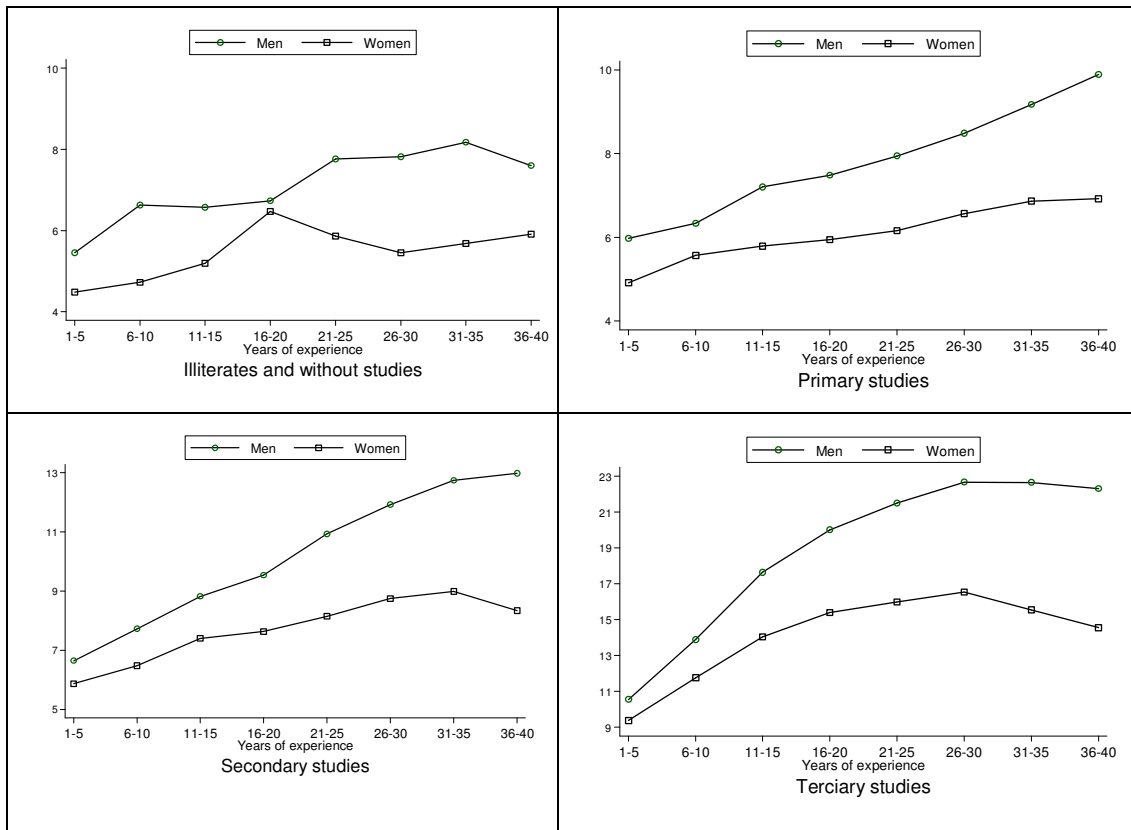 Men Women
10
8
6
4
1-5 6-10 11-15 16-20 21-25 26-30 31-35 36-40
Years of experience
Illiterates and without studies
Men Women
10
8
6
4
1-5 6-10 11-15 16-20 21-25 26-30 31-35 36-40
Years of experience
Primary studies
Men Women
13
11
9
7
5
1-5 6-10 11-15 16-20 21-25 26-30 31-35 36-40
Years of experience
Secondary studies
Men Women
23
21
19
17
15
13
11
9
1-5 6-10 11-15 16-20 21-25 26-30 31-35 36-40
Years of experience
Terciary studies